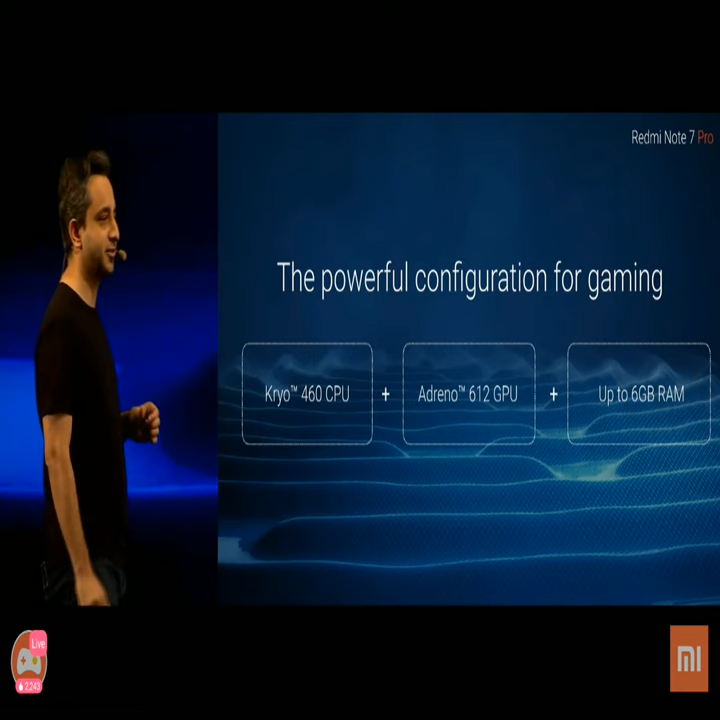 Redmi Note 7 Pro
The powerful configuration for gaming
Kryo™ 460 CPU + Adreno™ 612 GPU + Up to 6GB RAM
Live
2,243
MI